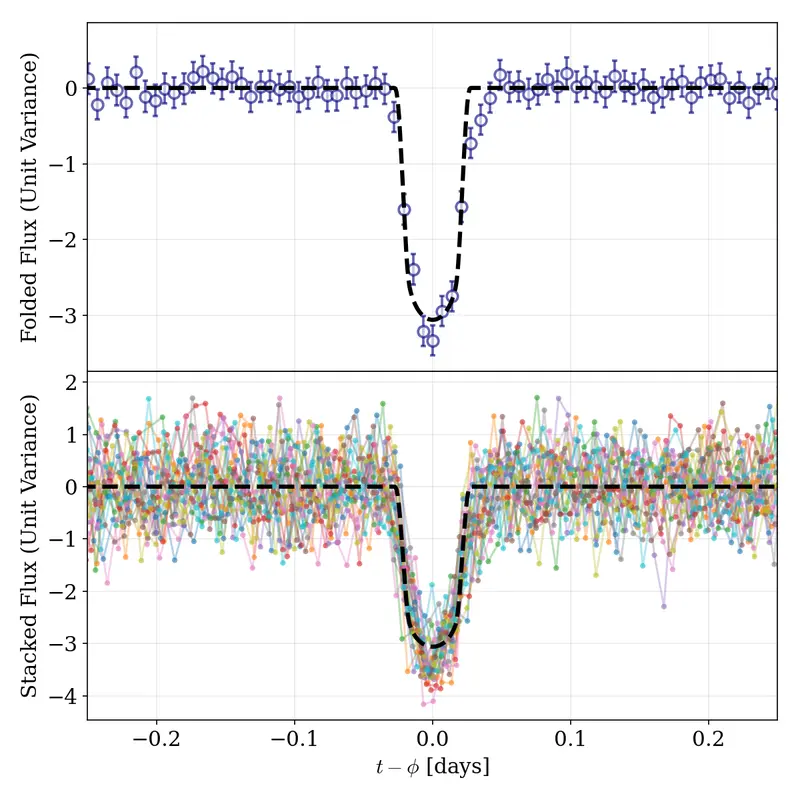 Folded Flux (Unit Variance)
0
−1
−2
−3
Stacked Flux (Unit Variance)
2
1
0
−1
−2
−3
−4
−0.2 −0.1 0.0 0.1 0.2
t − ϕ [days]